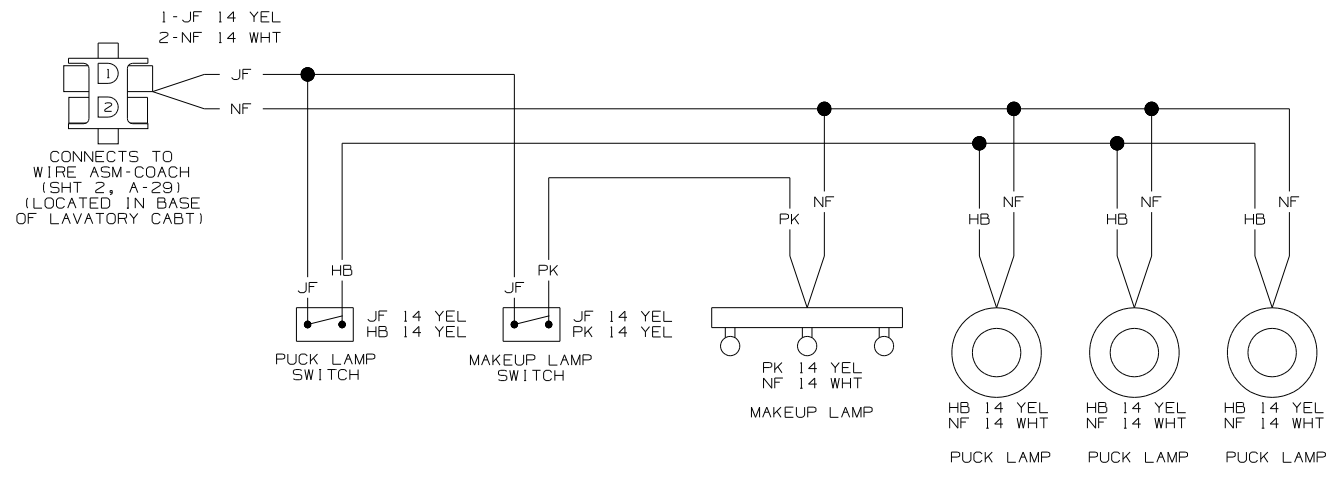 1-JF 14 YEL
2-NF 14 WHT
1
2
JF
NF
CONNECTS TO
WIRE ASM-COACH
(SHT 2, A-29)
(LOCATED IN BASE
OF LAVATORY CABT)
JF
HB
JF 14 YEL
HB 14 YEL
PUCK LAMP
SWITCH
JF
PK
JF 14 YEL
PK 14 YEL
MAKEUP LAMP
SWITCH
PK
NF
PK 14 YEL
NF 14 WHT
MAKEUP LAMP
HB
NF
HB 14 YEL
NF 14 WHT
PUCK LAMP
HB
NF
HB 14 YEL
NF 14 WHT
PUCK LAMP
HB
NF
HB 14 YEL
NF 14 WHT
PUCK LAMP